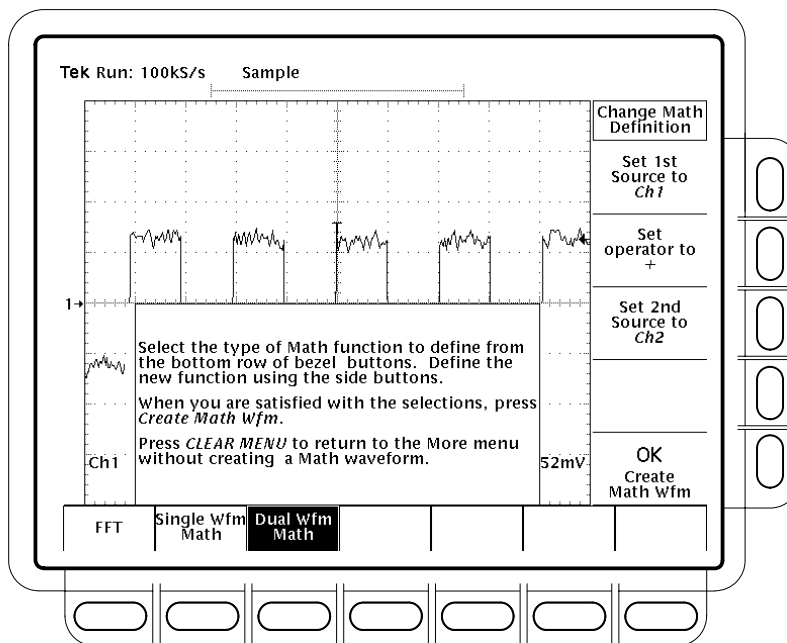 Tek Run: 100kS/s Sample
Change Math
Definition
Set 1st
Source to
Ch1
Set
operator to
+
Set 2nd
Source to
Ch2
OK
Create
Math Wfm
1
Select the type of Math function to define from
the bottom row of bezel buttons. Define the
new function using the side buttons.
When you are satisfied with the selections, press
Create Math Wfm.
Press CLEAR MENU to return to the More menu
without creating a Math waveform.
Ch1
52mV
FFT
Single Wfm
Math
Dual Wfm
Math